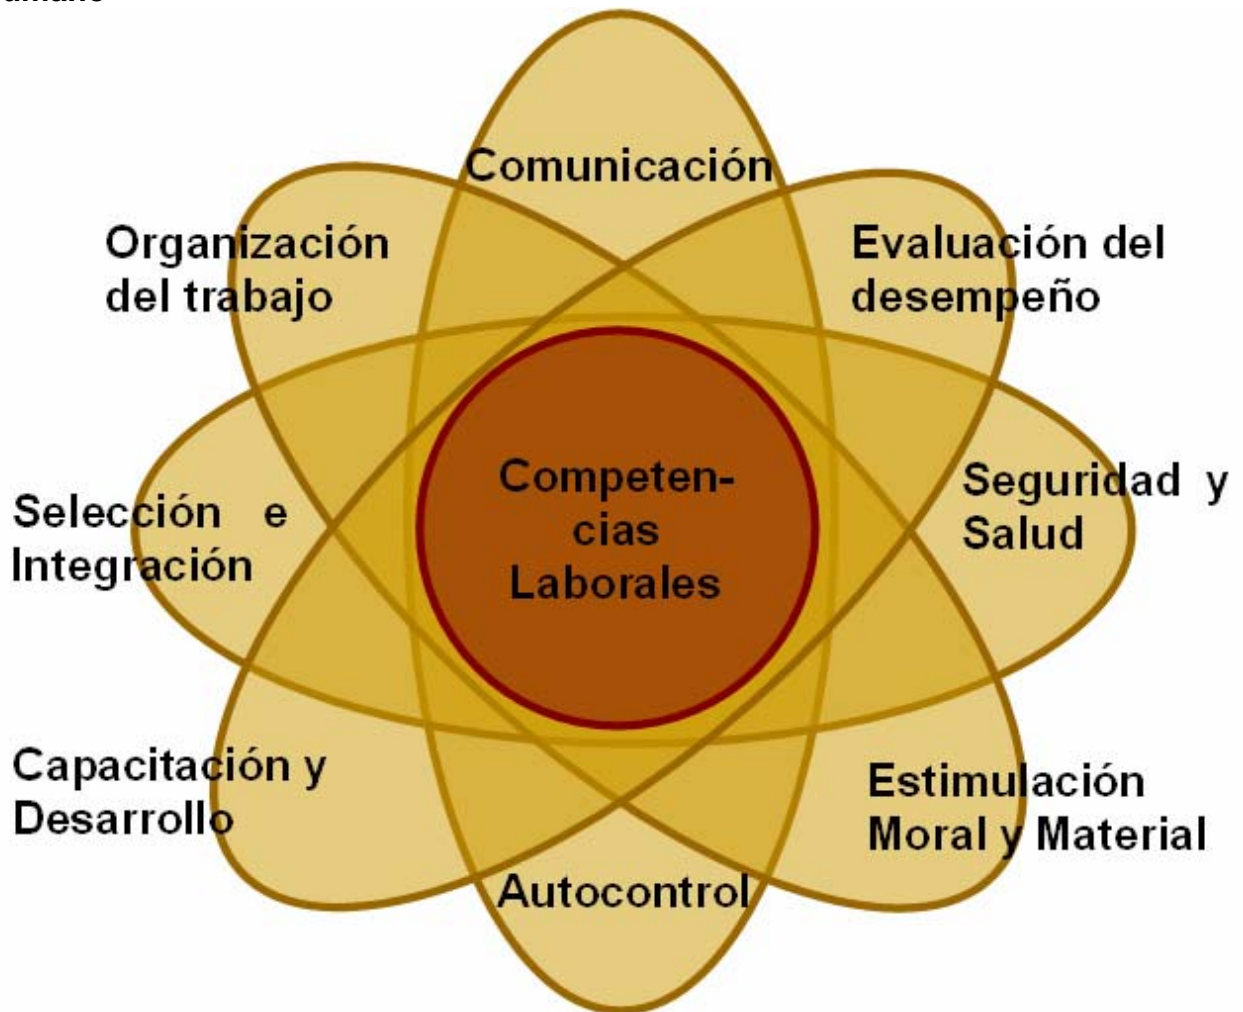 Comunicación
Organización
del trabajo
Evaluación del
desempeño
Competen-
cias
Laborales
Selección e
Integración
Seguridad y
Salud
Capacitación y
Desarrollo
Estimulación
Moral y Material
Autocontrol